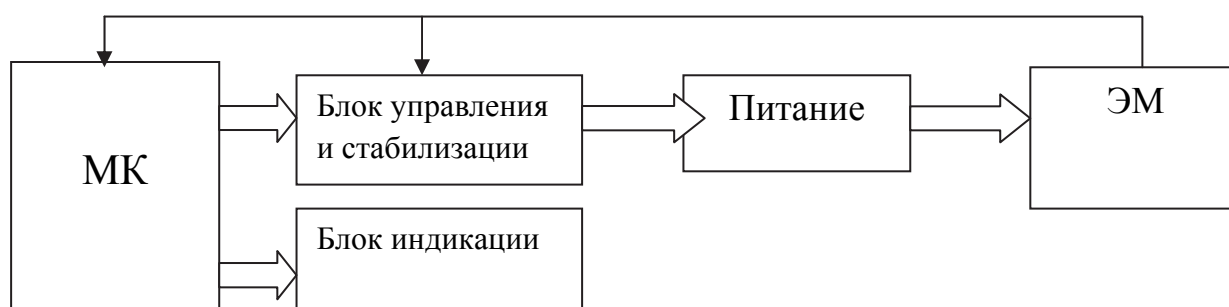 МК
Блок управления
и стабилизации
Питание
ЭМ
Блок индикации